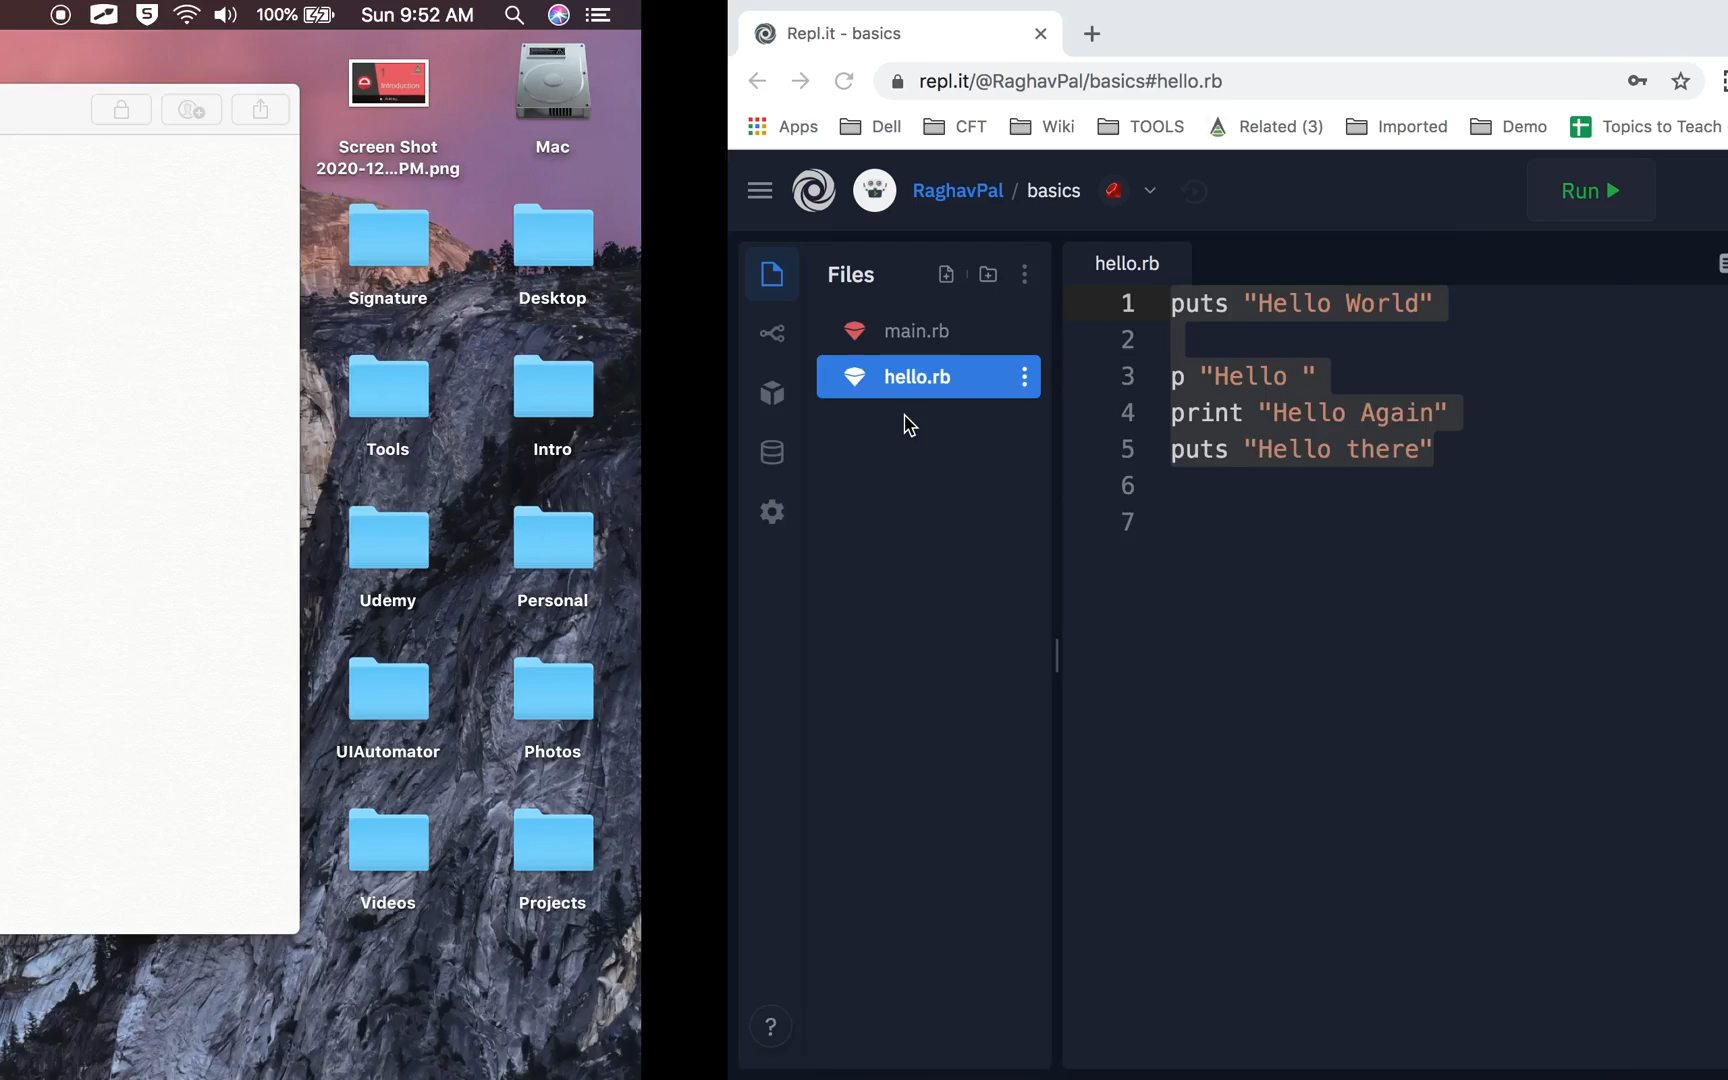 100%
Sun 9:52 AM
1
Introduction
Screen Shot
2020-12...PM.png
Mac
Signature
Desktop
Tools
Intro
Udemy
Personal
UIAutomator
Photos
Videos
Projects
Repl.it - basics
repl.it/@RaghavPal/basics#hello.rb
Apps
Dell
CFT
Wiki
TOOLS
Related (3)
Imported
Demo
Topics to Teach
RaghavPal / basics
Run
Files
main.rb
hello.rb
hello.rb
1 puts "Hello World"
2
3 p "Hello "
4 print "Hello Again"
5 puts "Hello there"
6
7
?